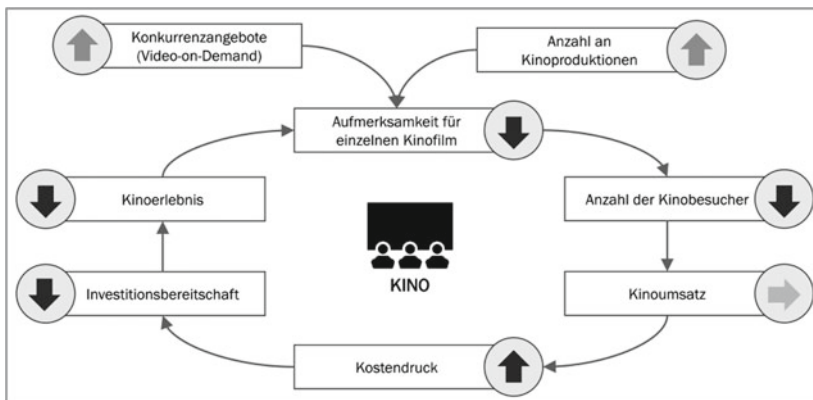 Konkurrenzangebote
(Video-on-Demand)
Anzahl an
Kinoproduktionen
Aufmerksamkeit für
einzelnen Kinofilm
Kinoerlebnis
Anzahl der Kinobesucher
Investitionsbereitschaft
KINO
Kinoumsatz
Kostendruck